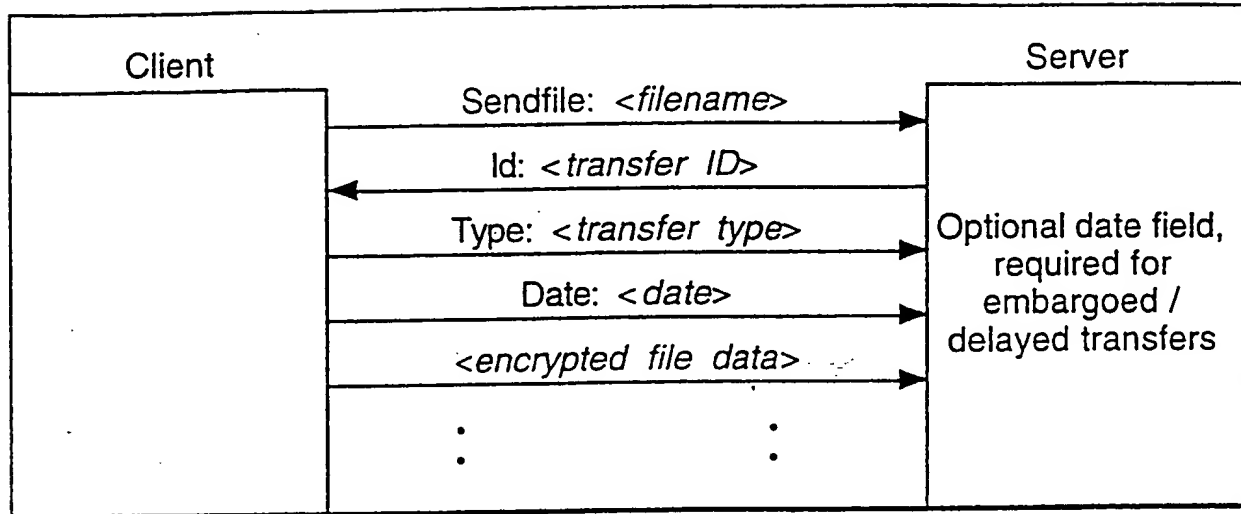 Client
Server
Sendfile: <filename>
Id: <transfer ID>
Type: <transfer type>
Date: <date>
<encrypted file data>
Optional date field,
required for
embargoed /
delayed transfers